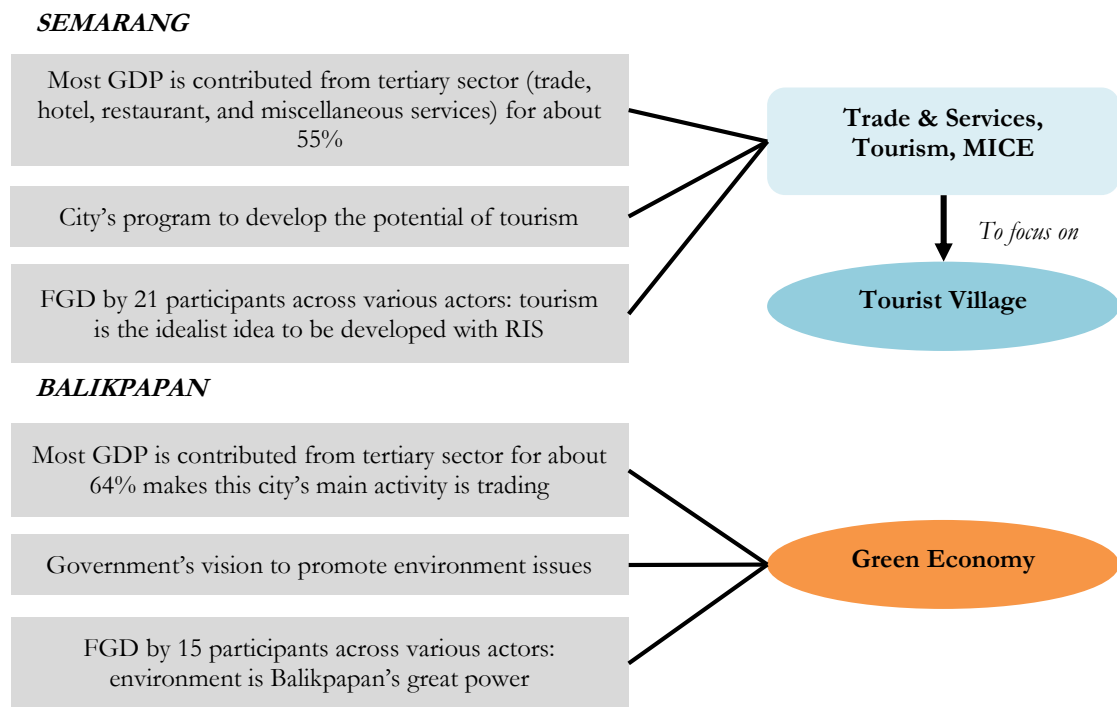 SEMARANG
Most GDP is contributed from tertiary sector (trade,
hotel, restaurant, and miscellaneous services) for about
55%
City’s program to develop the potential of tourism
FGD by 21 participants across various actors: tourism
is the idealist idea to be developed with RIS
Trade & Services,
Tourism, MICE
To focus on
Tourist Village
BALIKPAPAN
Most GDP is contributed from tertiary sector for about
64% makes this city’s main activity is trading
Government’s vision to promote environment issues
FGD by 15 participants across various actors:
environment is Balikpapan’s great power
Green Economy